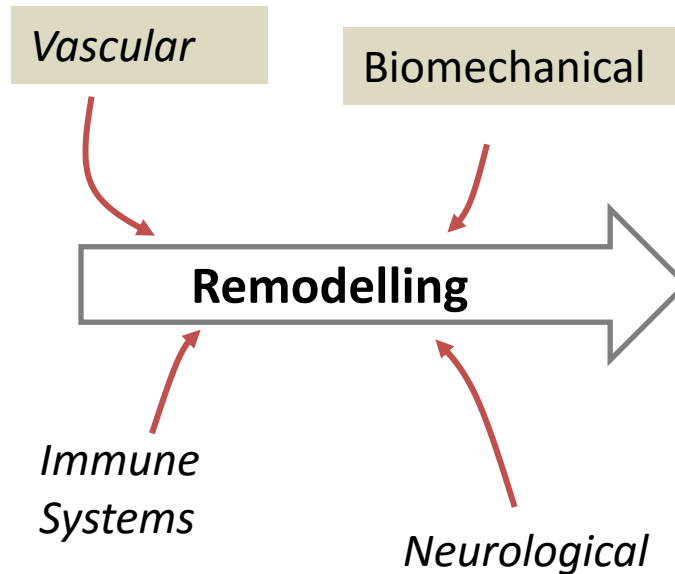 Vascular
Biomechanical
Remodelling
Immune
Systems
Neurological